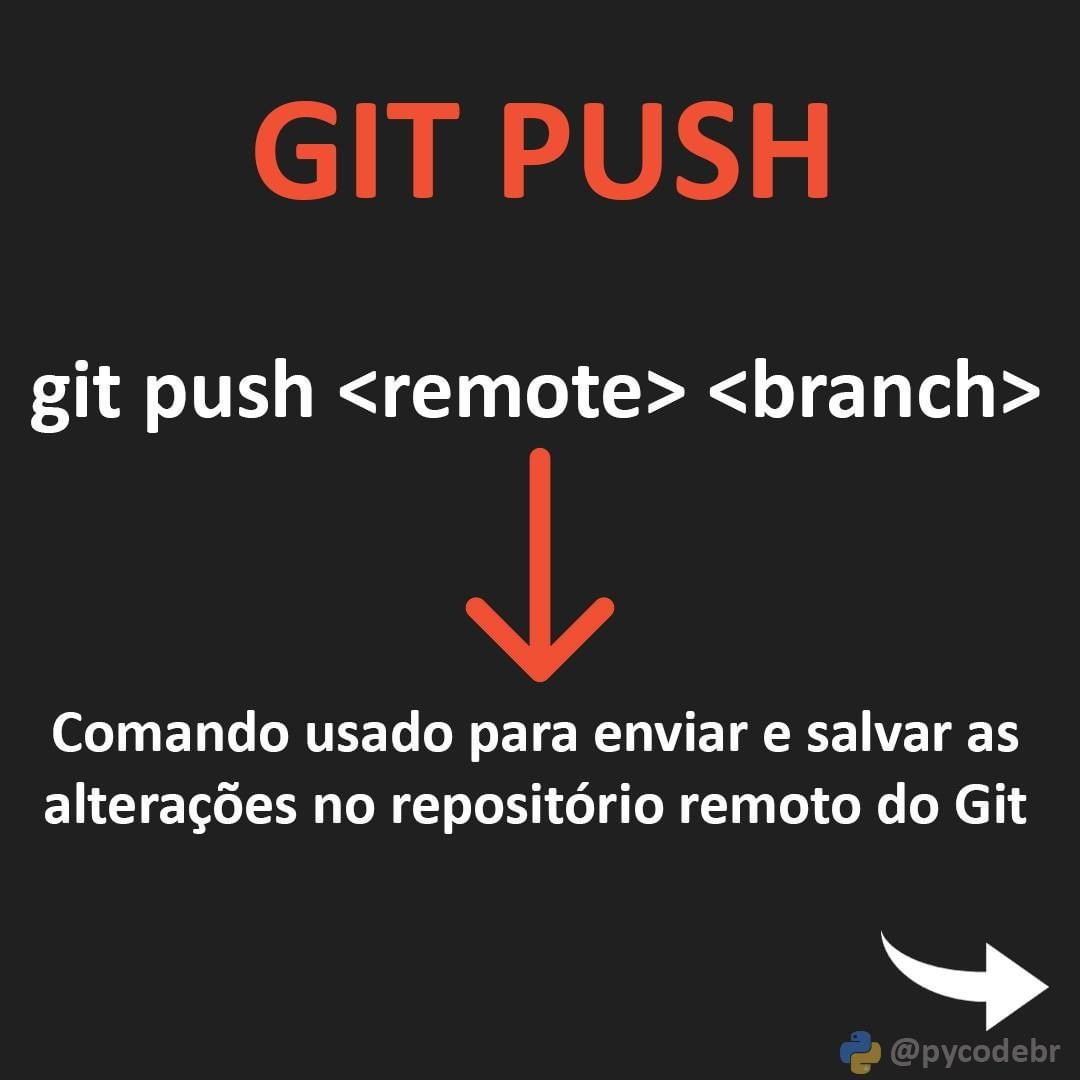 GIT PUSH
git push <remote> <branch>
Comando usado para enviar e salvar as
alterações no repositório remoto do Git
@pycodebr